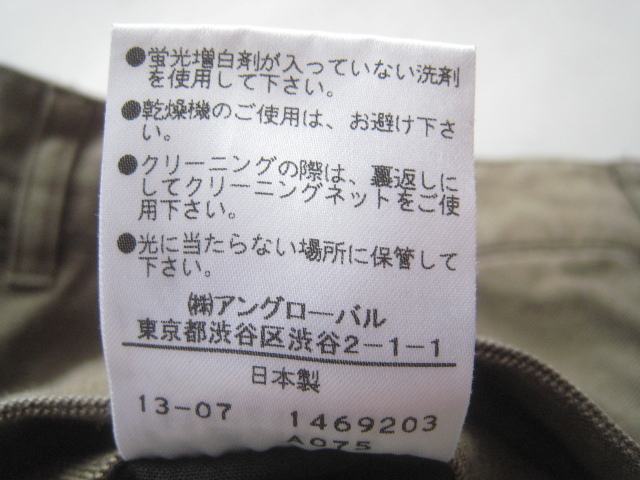 ●蛍光増白剤が入っていない洗剤
を使用して下さい。
●乾燥機のご使用は、お避け下さ
い。
●クリーニングの際は、裏返しに
してクリーニングネットをご使
用下さい。
●光に当たらない場所に保管して
下さい。
㈱アングローバル
東京都渋谷区渋谷2-1-1
日本製
13-07 1469203
A075